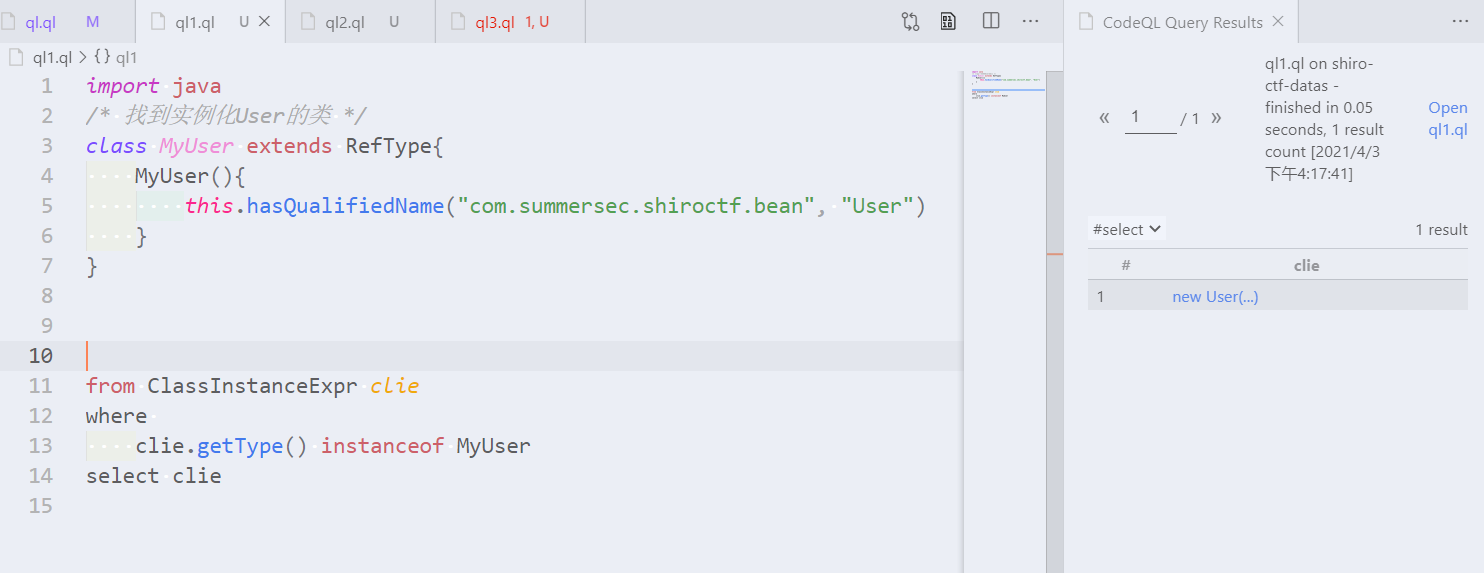 ql.ql M ql1.ql U ql2.ql U ql3.ql 1, U
ql1.ql > {} ql1
1 import java
2 /* 找到实例化User的类 */
3 class MyUser extends RefType{
4 MyUser(){
5 this.hasQualifiedName("com.summersec.shiroctf.bean", "User")
6 }
7 }
8
9
10
11 from ClassInstanceExpr clie
12 where
13 clie.getType() instanceof MyUser
14 select clie
15
CodeQL Query Results
« 1 / 1 »
ql1.ql on shiro-
ctf-datas -
finished in 0.05
seconds, 1 result
count [2021/4/3
下午4:17:41]
Open
ql1.ql
#select 1 result
# clie
1 new User(...)